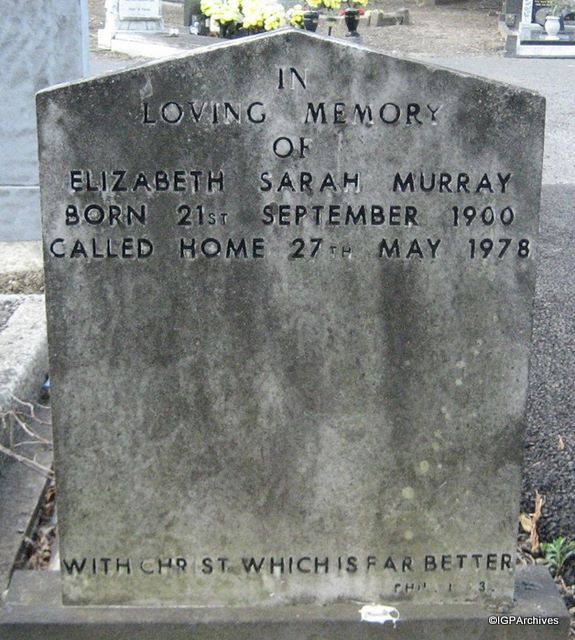 IN
LOVING MEMORY
OF
ELIZABETH SARAH MURRAY
BORN 21ST SEPTEMBER 1900
CALLED HOME 27TH MAY 1978
WITH CHRIST WHICH IS FAR BETTER
©IGPArchives